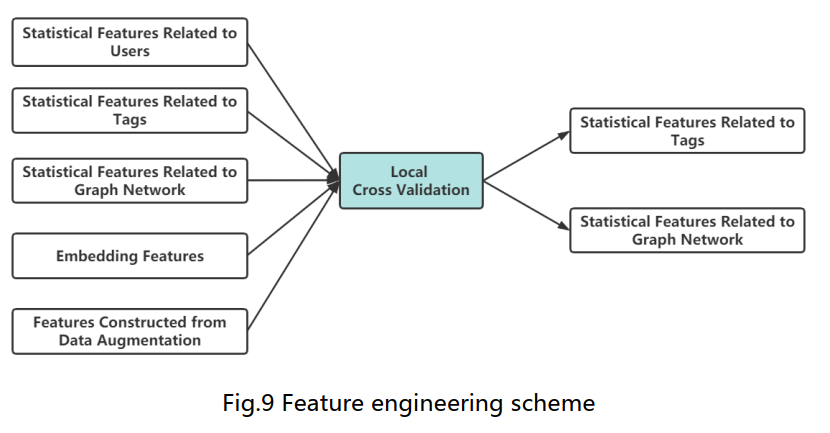 Statistical Features Related to
Users
Statistical Features Related to
Tags
Statistical Features Related to
Graph Network
Embedding Features
Features Constructed from
Data Augmentation
Local
Cross Validation
Statistical Features Related to
Tags
Statistical Features Related to
Graph Network
Fig.9 Feature engineering scheme